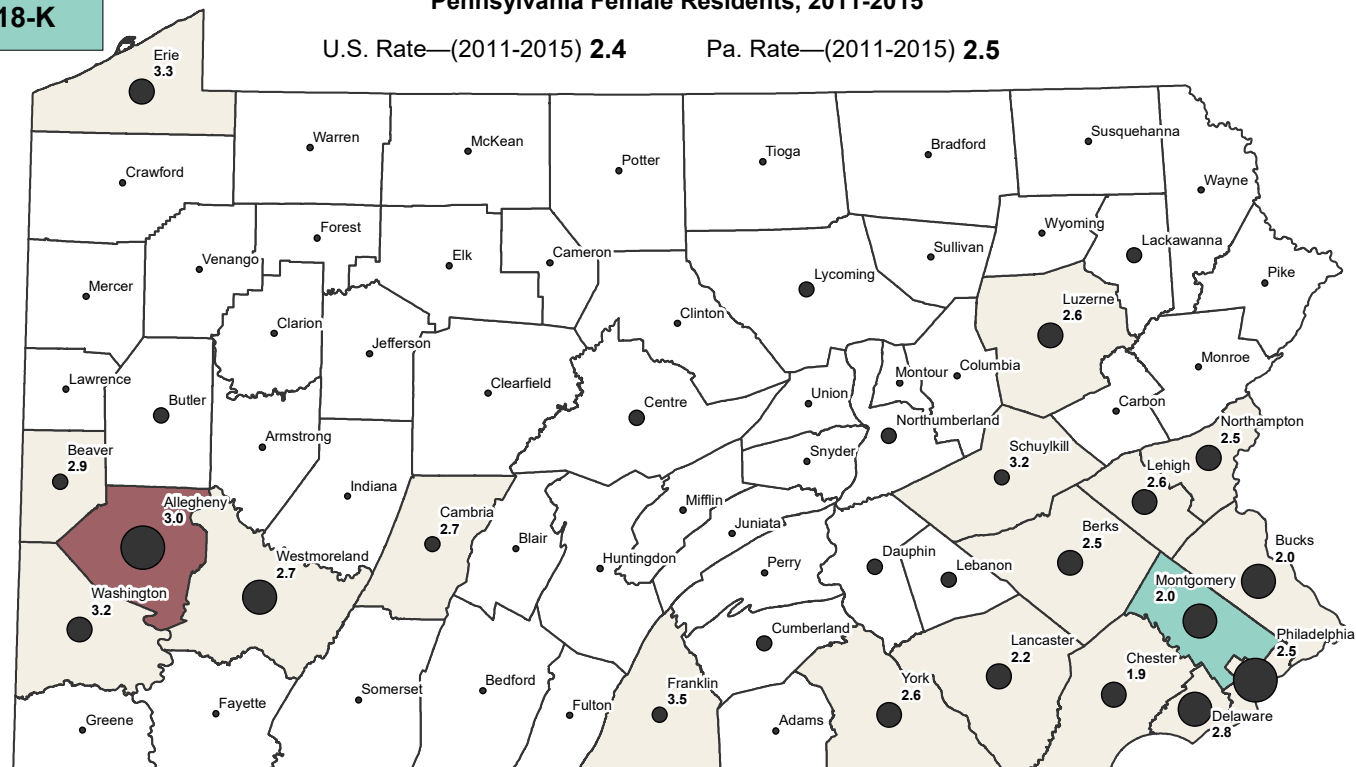 18-K
Pennsylvania Female Residents, 2011-2015
U.S. Rate—(2011-2015) 2.4
Pa. Rate—(2011-2015) 2.5
Erie
3.3
Warren
McKean
Potter
Tioga
Bradford
Susquehanna
Wayne
Crawford
Forest
Elk
Cameron
Venango
Mercer
Sullivan
Wyoming
Lackawanna
Lycoming
Pike
Luzerne
2.6
Clinton
Clarion
Jefferson
Lawrence
Clearfield
Butler
Centre
Union
Montour
Columbia
Monroe
Carbon
Northumberland
Northampton
2.5
Armstrong
Beaver
2.9
Snyder
Schuylkill
3.2
Lehigh
2.6
Indiana
Allegheny
3.0
Cambria
2.7
Mifflin
Juniata
Berks
2.5
Bucks
2.0
Blair
Huntingdon
Perry
Dauphin
Lebanon
Westmoreland
2.7
Washington
3.2
Montgomery
2.0
Philadelphia
2.5
Cumberland
Lancaster
2.2
Chester
1.9
Franklin
3.5
York
2.6
Bedford
Somerset
Fulton
Fayette
Greene
Adams
Delaware
2.8